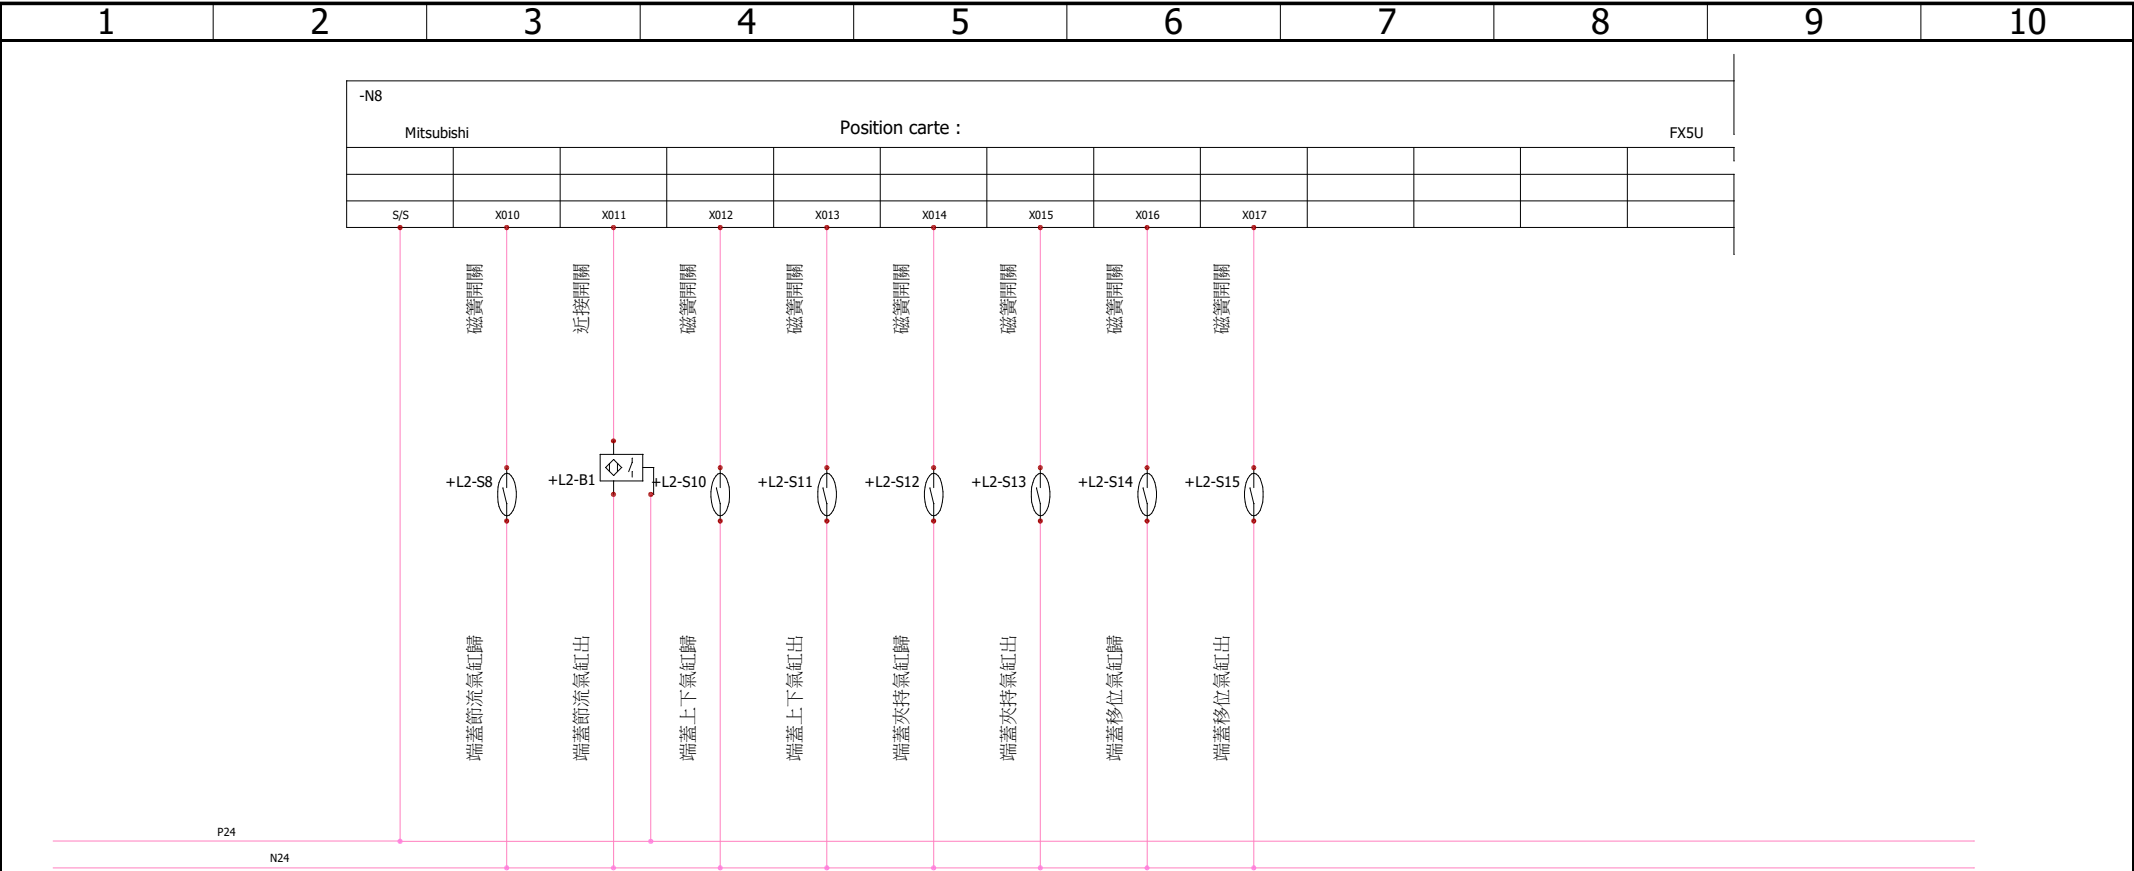 1 2 3 4 5 6 7 8 9 10
-N8
Mitsubishi Position carte : FX5U
S/S X010 X011 X012 X013 X014 X015 X016 X017
磁簧開關
近接開關
磁簧開關
磁簧開關
磁簧開關
磁簧開關
磁簧開關
磁簧開關
+L2-S8 +L2-B1 +L2-S10 +L2-S11 +L2-S12 +L2-S13 +L2-S14 +L2-S15
端蓋節流氣缸歸
端蓋節流氣缸出
端蓋上下氣缸歸
端蓋上下氣缸出
端蓋夾持氣缸歸
端蓋夾持氣缸出
端蓋移位氣缸歸
端蓋移位氣缸出
P24
N24